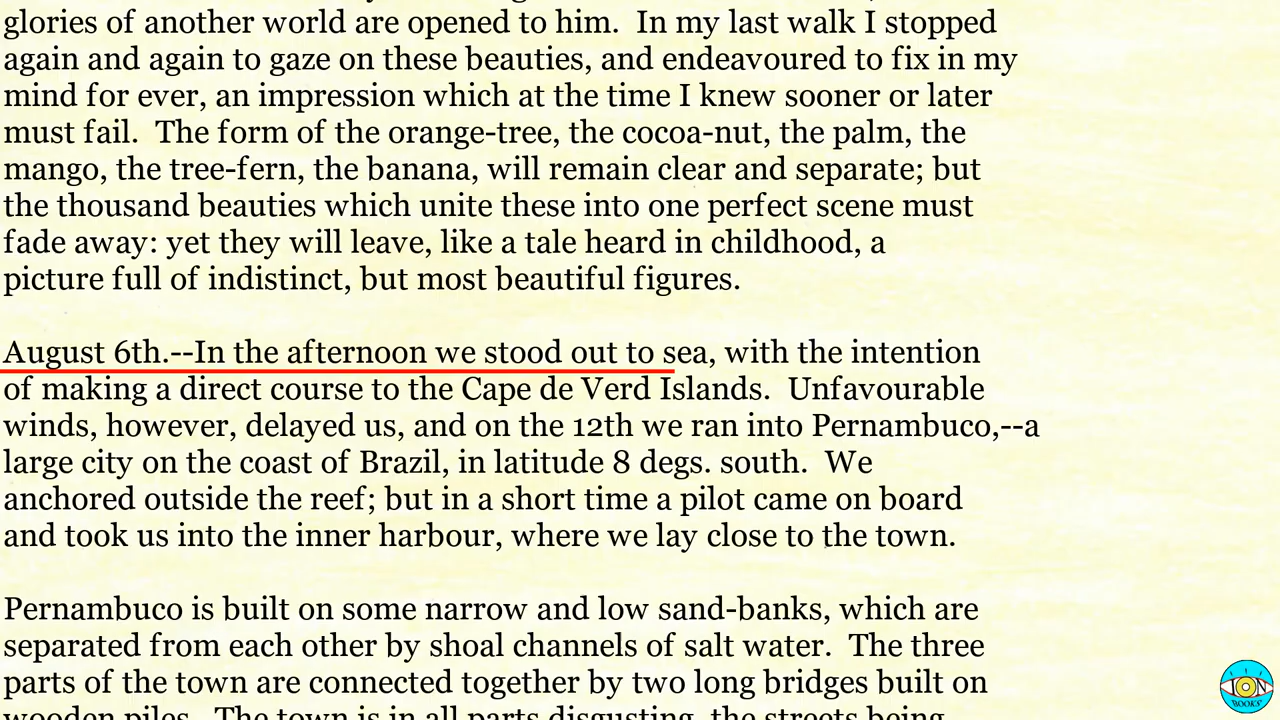 glories of another world are opened to him.  In my last walk I stopped
again and again to gaze on these beauties, and endeavoured to fix in my
mind for ever, an impression which at the time I knew sooner or later
must fail.  The form of the orange-tree, the cocoa-nut, the palm, the
mango, the tree-fern, the banana, will remain clear and separate; but
the thousand beauties which unite these into one perfect scene must
fade away: yet they will leave, like a tale heard in childhood, a
picture full of indistinct, but most beautiful figures.
August 6th.--In the afternoon we stood out to sea, with the intention
of making a direct course to the Cape de Verd Islands.  Unfavourable
winds, however, delayed us, and on the 12th we ran into Pernambuco,--a
large city on the coast of Brazil, in latitude 8 degs. south.  We
anchored outside the reef; but in a short time a pilot came on board
and took us into the inner harbour, where we lay close to the town.
Pernambuco is built on some narrow and low sand-banks, which are
separated from each other by shoal channels of salt water.  The three
parts of the town are connected together by two long bridges built on
wooden piles.  The town is in all parts disgusting, the streets being
ION
BOOKS